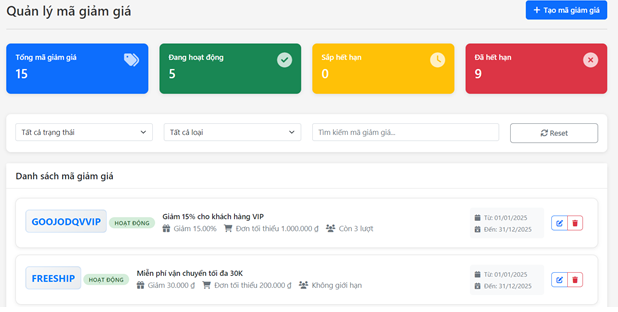 Quản lý mã giảm giá
+ Tạo mã giảm giá
Tổng mã giảm giá
15
Đang hoạt động
5
Sắp hết hạn
0
Đã hết hạn
9
Tất cả trạng thái
Tất cả loại
Tìm kiếm mã giảm giá...
Reset
Danh sách mã giảm giá
GOOJODQVVIP
HOẠT ĐỘNG
Giảm 15% cho khách hàng VIP
Giảm 15.00% Đơn tối thiểu 1.000.000 ₫ Còn 3 lượt
Từ: 01/01/2025
Đến: 31/12/2025
FREESHIP
HOẠT ĐỘNG
Miễn phí vận chuyển tối đa 30K
Giảm 30.000 ₫ Đơn tối thiểu 200.000 ₫ Không giới hạn
Từ: 01/01/2025
Đến: 31/12/2025